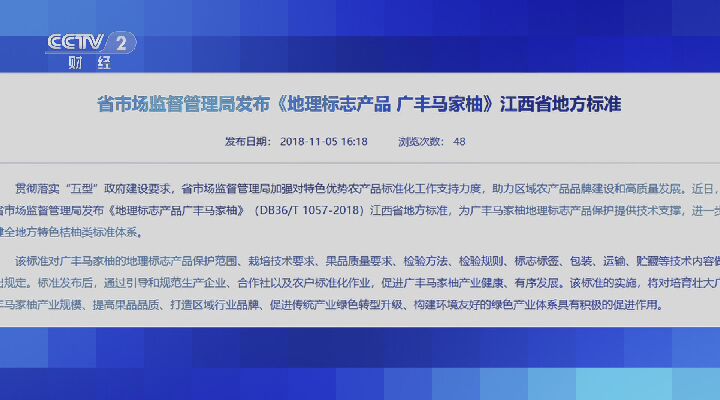 CCTV 2
财经
省市场监督管理局发布《地理标志产品 广丰马家柚》江西省地方标准
发布日期： 2018-11-05 16:18 浏览次数： 48
贯彻落实“五型”政府建设要求，省市场监督管理局加强对特色优势农产品标准化工作支持力度，助力区域农产品品牌建设和高质量发展。近日，
省市场监督管理局发布《地理标志产品广丰马家柚》（DB36/T 1057-2018）江西省地方标准，为广丰马家柚地理标志产品保护提供技术支撑，进一步
健全地方特色桔柚类标准体系。
该标准对广丰马家柚的地理标志产品保护范围、栽培技术要求、果品质量要求、检验方法、检验规则、标志标签、包装、运输、贮藏等技术内容做
出规定。标准发布后，通过引导和规范生产企业、合作社以及农户标准化作业，促进广丰马家柚产业健康、有序发展。该标准的实施，将对培育壮大广
丰马家柚产业规模、提高果品品质、打造区域行业品牌、促进传统产业绿色转型升级、构建环境友好的绿色产业体系具有积极的促进作用。